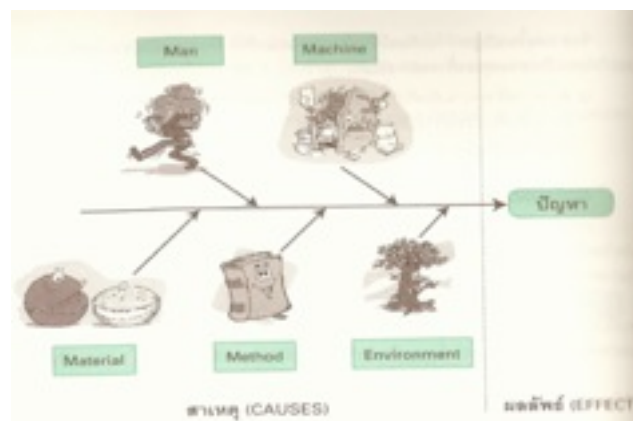 Man
Machine
ปัญหา
Material
Method
Environment
สาเหตุ (CAUSES)
ผลลัพธ์ (EFFECT